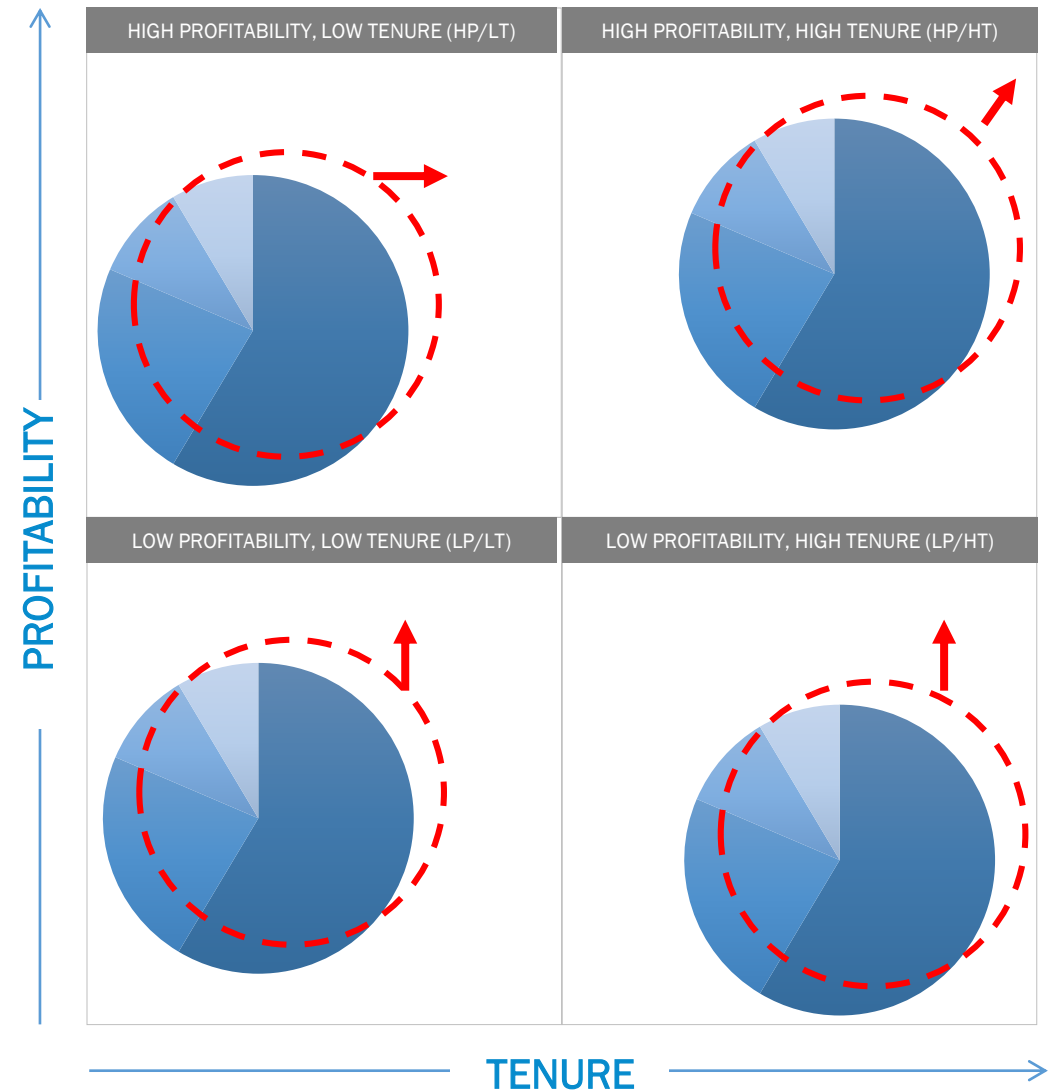 HIGH PROFITABILITY, LOW TENURE (HP/LT)
HIGH PROFITABILITY, HIGH TENURE (HP/HT)
PROFITABILITY
LOW PROFITABILITY, LOW TENURE (LP/LT)
LOW PROFITABILITY, HIGH TENURE (LP/HT)
TENURE